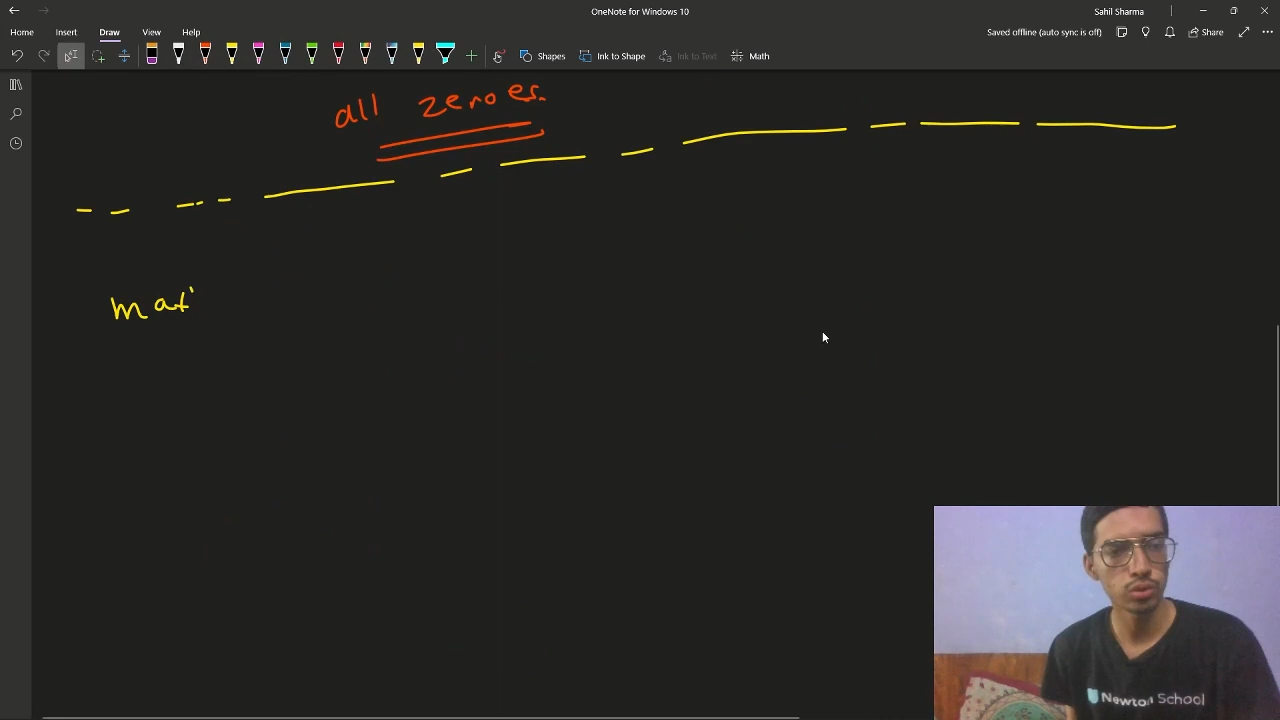 OneNote for Windows 10
Sahil Sharma
Home Insert Draw View Help
Saved offline (auto sync is off) Share
Shapes Ink to Shape Ink to Text Math
all zeroes.
mat
Newton School